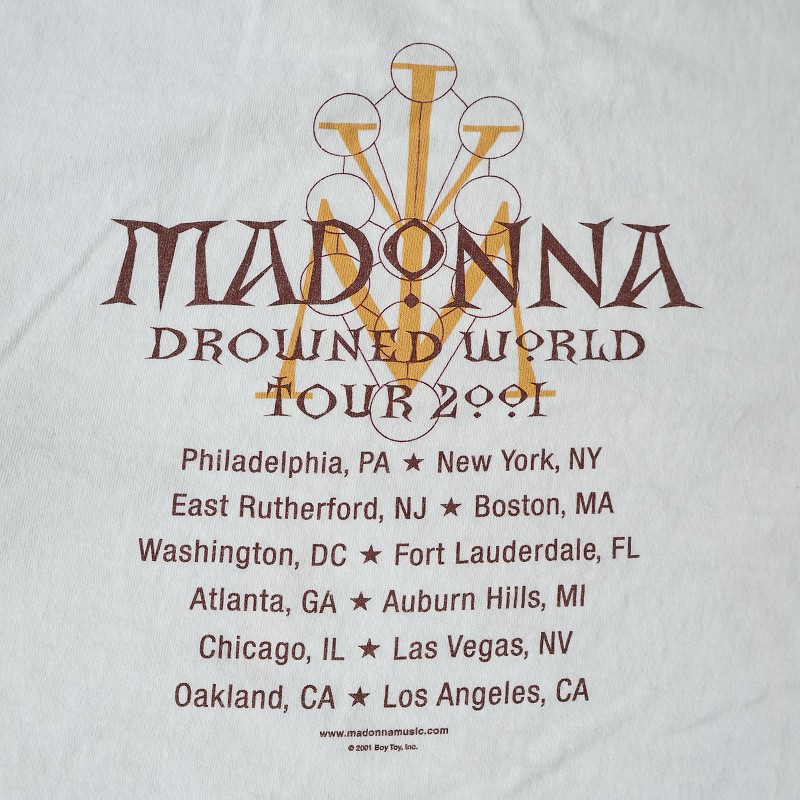 MADONNA
DROWNED WORLD
TOUR 2001
Philadelphia, PA ★ New York, NY
East Rutherford, NJ ★ Boston, MA
Washington, DC ★ Fort Lauderdale, FL
Atlanta, GA ★ Auburn Hills, MI
Chicago, IL ★ Las Vegas, NV
Oakland, CA ★ Los Angeles, CA
www.madonnamusic.com
© 2001 Boy Toy, Inc.